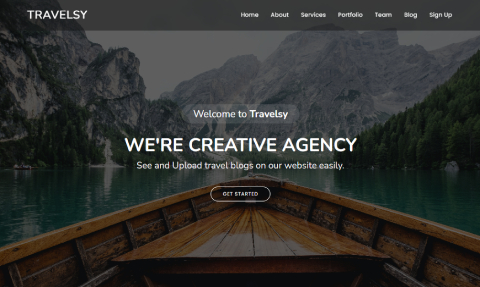 TRAVELSY
Home About Services Portfolio Team Blog Sign Up
Welcome to Travelsy
WE'RE CREATIVE AGENCY
See and Upload travel blogs on our website easily.
GET STARTED